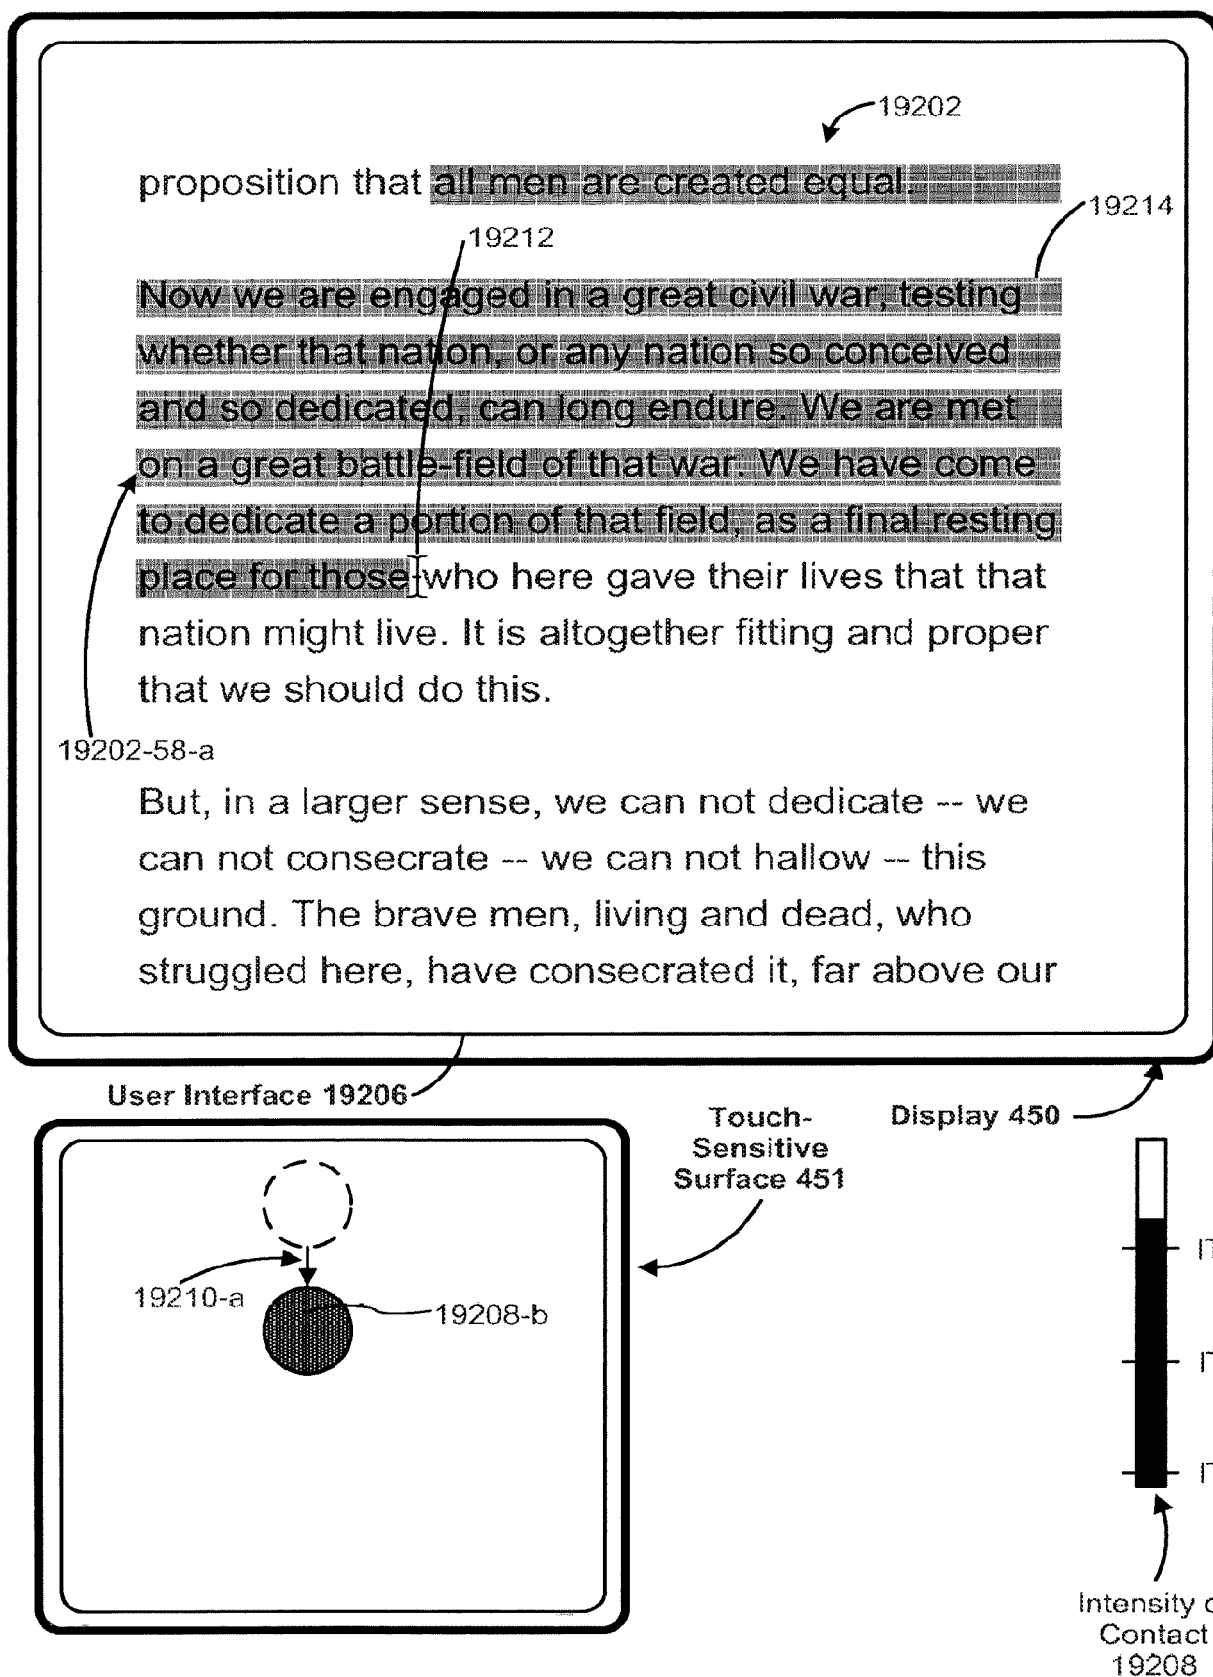 19202
proposition that all men are created equal.
19214
19212
Now we are engaged in a great civil war, testing
whether that nation, or any nation so conceived
and so dedicated, can long endure. We are met
on a great battle-field of that war. We have come
to dedicate a portion of that field, as a final resting
place for those who here gave their lives that that
nation might live. It is altogether fitting and proper
that we should do this.
19202-58-a
But, in a larger sense, we can not dedicate -- we
can not consecrate -- we can not hallow -- this
ground. The brave men, living and dead, who
struggled here, have consecrated it, far above our
User Interface 19206
Touch-
Sensitive
Surface 451
Display 450
19210-a
19208-b
Intensity
Contact
19208